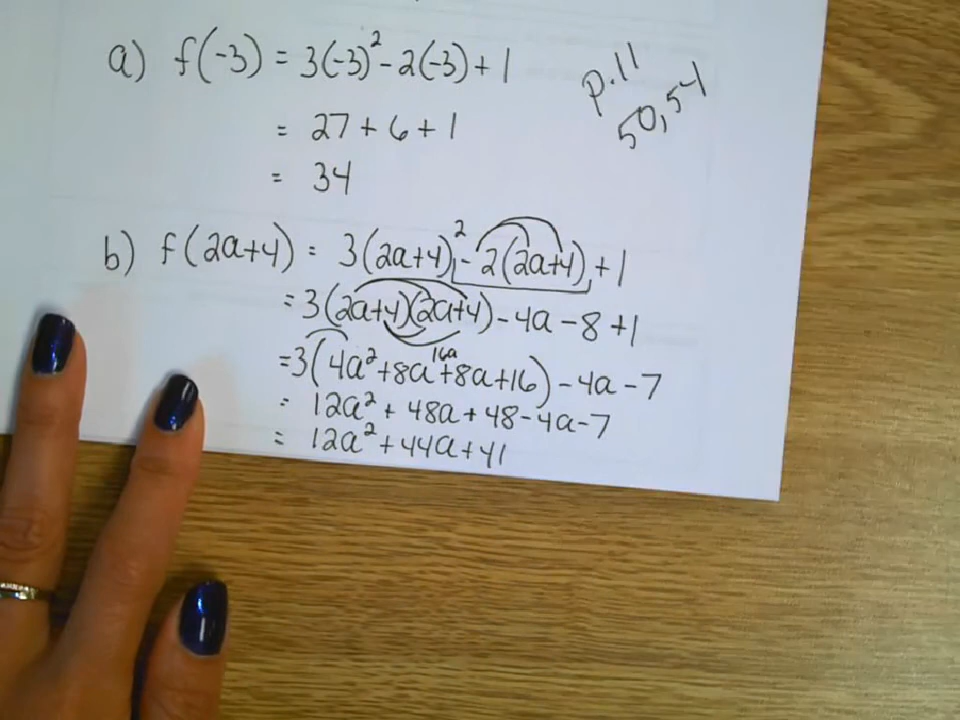 a) f(-3) = 3(-3)² - 2(-3) + 1
= 27 + 6 + 1
= 34
p.11
50, 54
b) f(2a+4) = 3(2a+4)² - 2(2a+4) + 1
= 3(2a+4)(2a+4) - 4a - 8 + 1
16a
= 3(4a² + 8a + 8a + 16) - 4a - 7
= 12a² + 48a + 48 - 4a - 7
= 12a² + 44a + 41